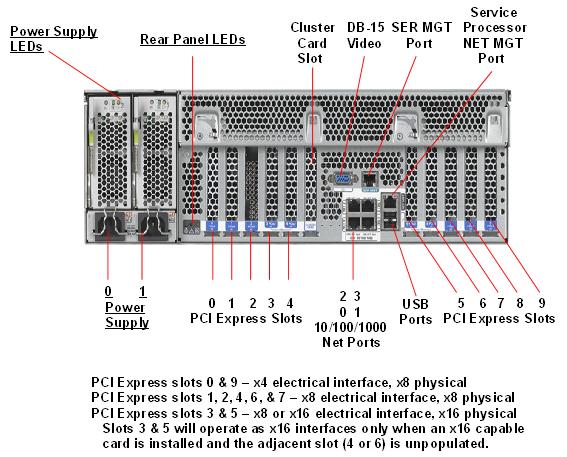 Power Supply
LEDs
Rear Panel LEDs
Cluster
Card
Slot
DB-15
Video
SER MGT
Port
Service
Processor
NET MGT
Port
0 1
Power
Supply
0 1 2 3 4
PCI Express Slots
2 3
0 1
10/100/1000
Net Ports
USB
Ports
5 6 7 8 9
PCI Express Slots
PCI Express slots 0 & 9 – x4 electrical interface, x8 physical
PCI Express slots 1, 2, 4, 6, & 7 – x8 electrical interface, x8 physical
PCI Express slots 3 & 5 – x8 or x16 electrical interface, x16 physical
Slots 3 & 5 will operate as x16 interfaces only when an x16 capable
card is installed and the adjacent slot (4 or 6) is unpopulated.